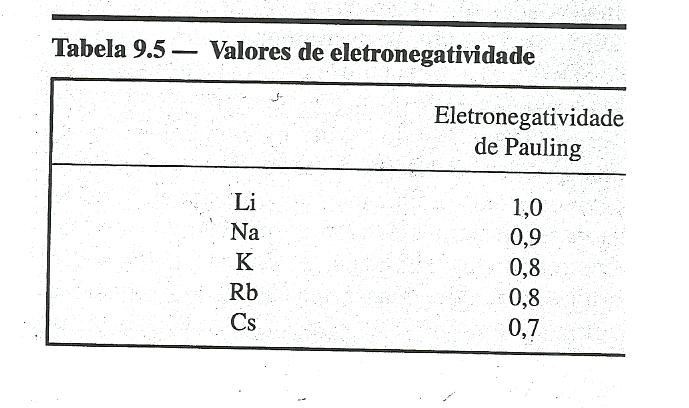 Tabela 9.5 — Valores de eletronegatividade
Eletronegatividade
de Pauling
Li 1,0
Na 0,9
K 0,8
Rb 0,8
Cs 0,7